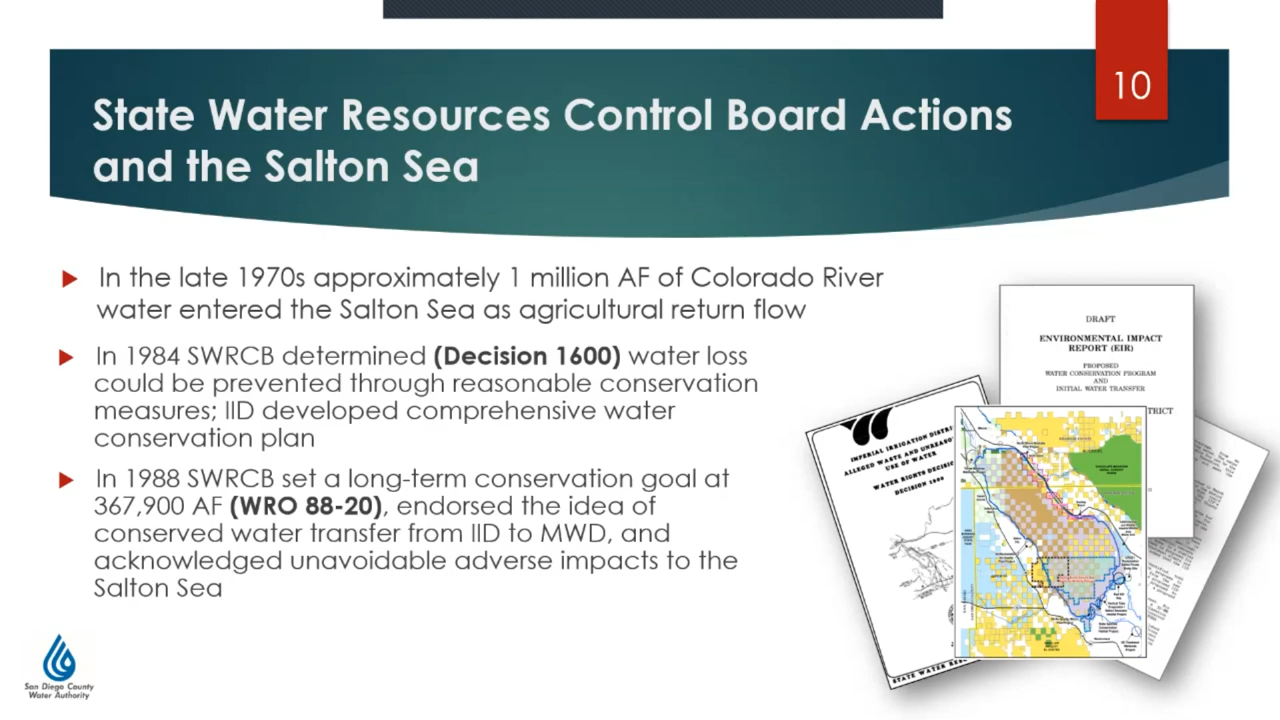 10
State Water Resources Control Board Actions
and the Salton Sea
In the late 1970s approximately 1 million AF of Colorado River
water entered the Salton Sea as agricultural return flow
In 1984 SWRCB determined (Decision 1600) water loss
could be prevented through reasonable conservation
measures; IID developed comprehensive water
conservation plan
In 1988 SWRCB set a long-term conservation goal at
367,900 AF (WRO 88-20), endorsed the idea of
conserved water transfer from IID to MWD, and
acknowledged unavoidable adverse impacts to the
Salton Sea
DRAFT
ENVIRONMENTAL IMPACT
REPORT (EIR)
PROPOSED
WATER CONSERVATION PROGRAM
AND
INITIAL WATER TRANSFER
TRICT
IMPERIAL IRRIGATION DISTRI
ALLEGED WASTE AND UNREASO
USE OF WATER
WATER RIGHTS DECISIO
DECISION 1600
STATE WATER RES
San Diego County
Water Authority